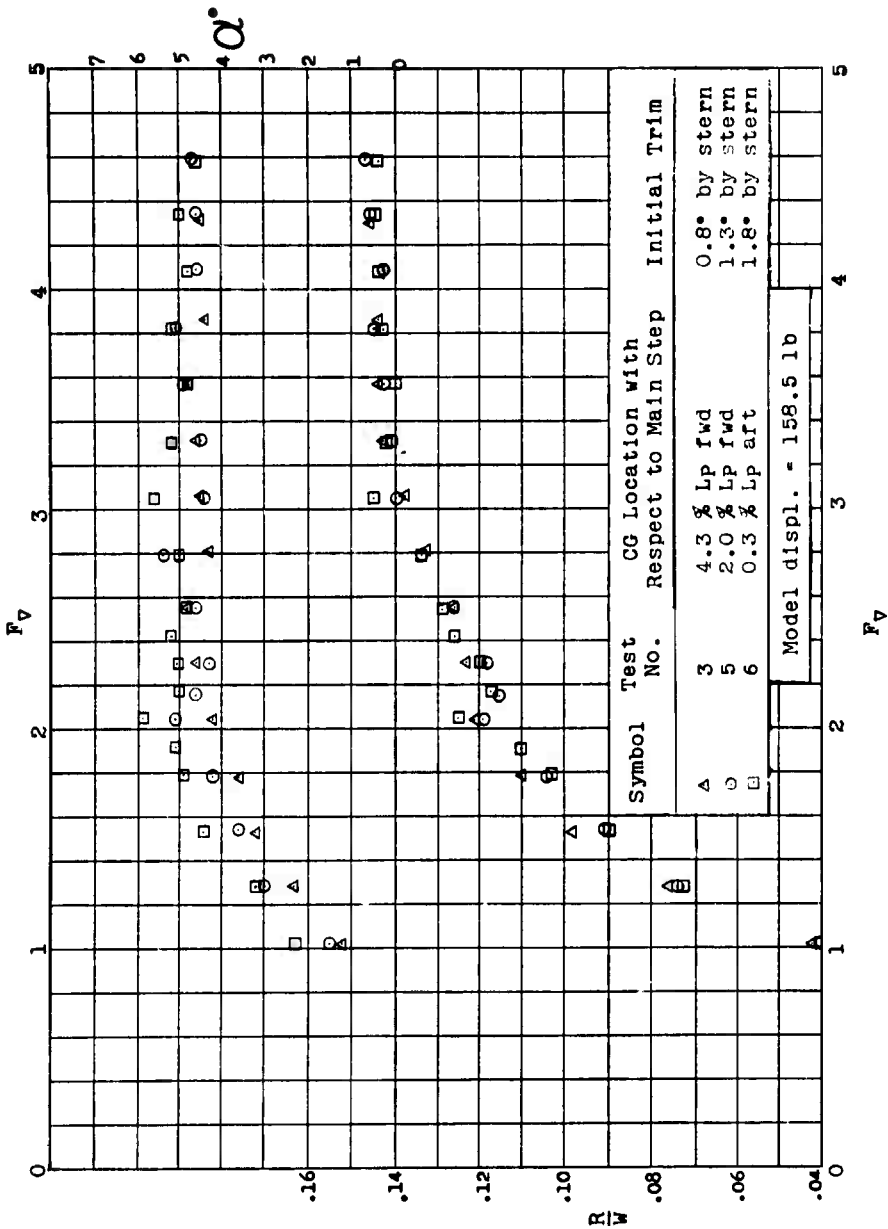 F∇
0 1 2 3 4 5
7
6
5
4
3
2
1
0
α°
.16
.14
.12
.10
.08
.06
.04
R/W
Symbol Test No. CG Location with Respect to Main Step Initial Trim
△ 3 4.3 % Lp fwd 0.8° by stern
○ 5 2.0 % Lp fwd 1.3° by stern
□ 6 0.3 % Lp aft 1.8° by stern
Model displ. = 158.5 lb
0 1 2 3 4 5
F∇